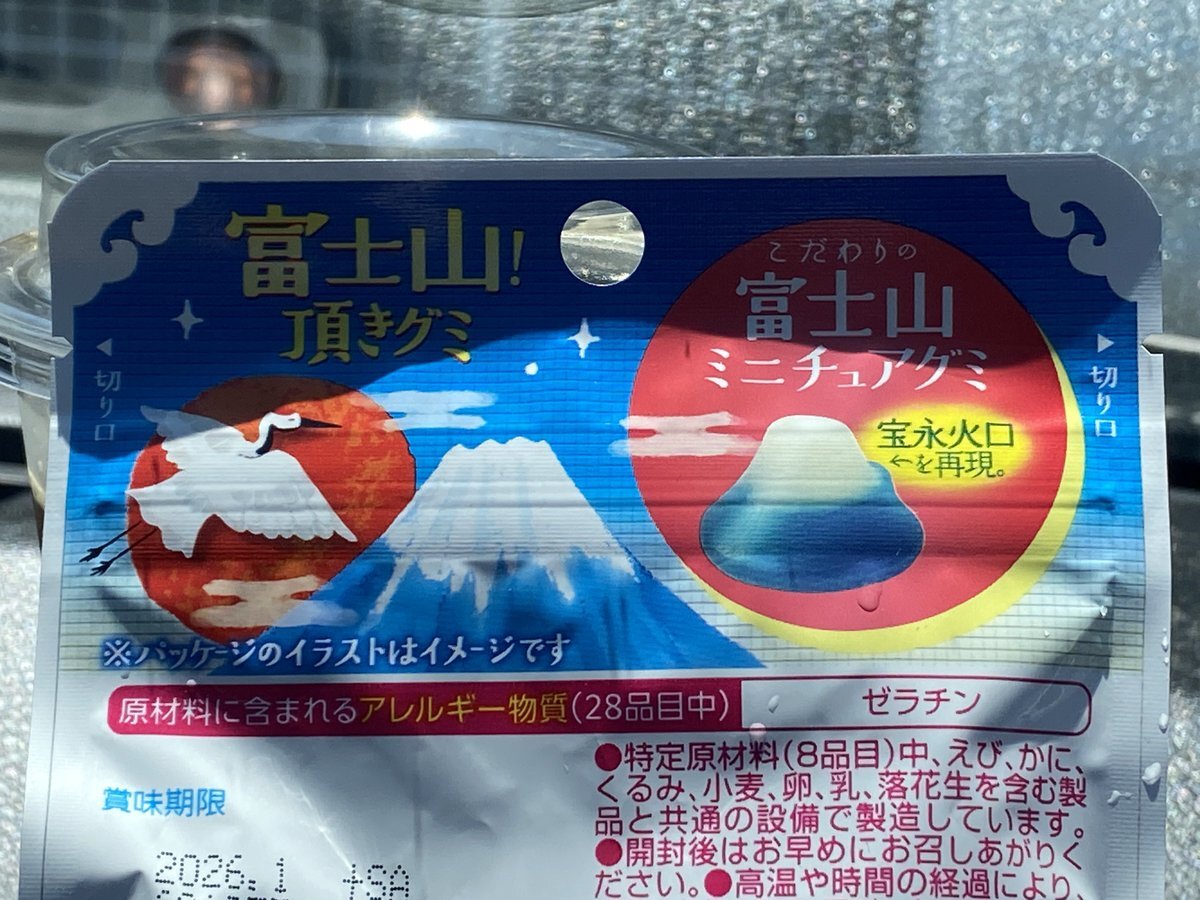 富士山!
頂きグミ
こだわりの
富士山
ミニチュアグミ
宝永火口
←を再現。
◀切り口
▶切り口
※パッケージのイラストはイメージです
原材料に含まれるアレルギー物質(28品目中)
ゼラチン
●特定原材料(8品目)中、えび、かに、
くるみ、小麦、卵、乳、落花生を含む製
品と共通の設備で製造しています。
●開封後はお早めにお召しあがりく
ださい。●高温や時間の経過により、
賞味期限
2026.1 +SA